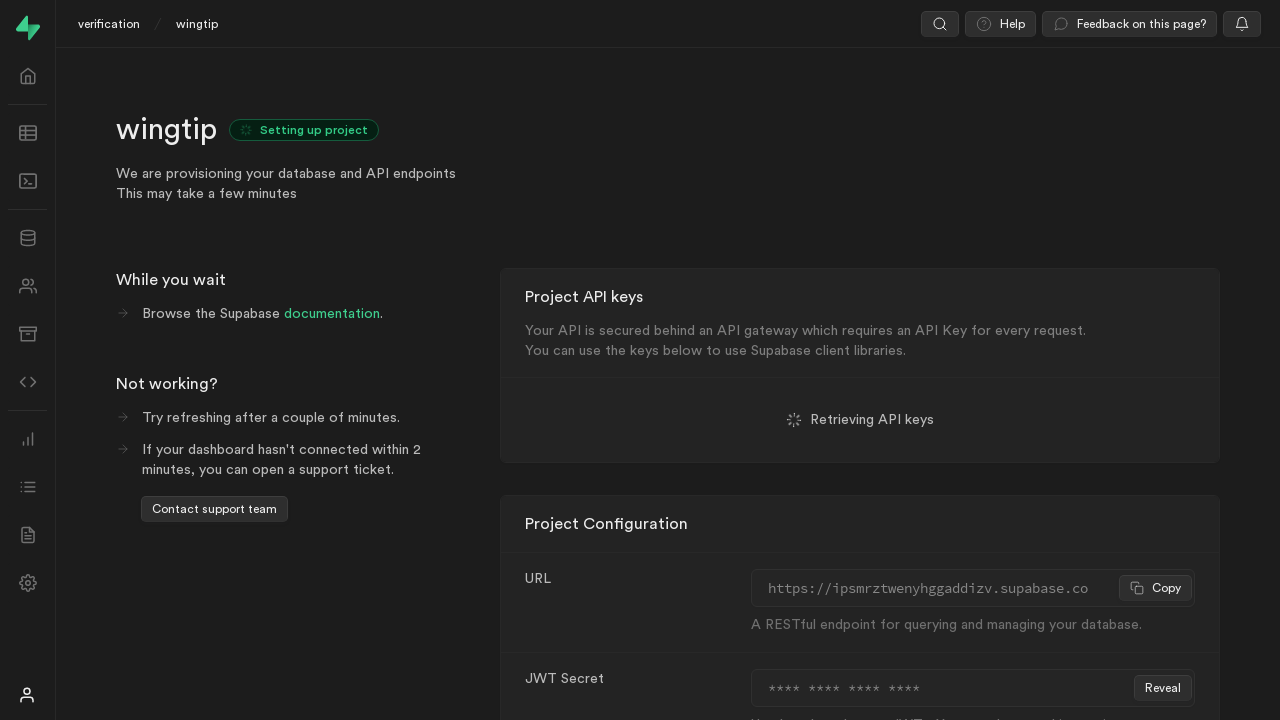 verification / wingtip
Help
Feedback on this page?
wingtip
Setting up project
We are provisioning your database and API endpoints
This may take a few minutes
While you wait
Browse the Supabase documentation.
Not working?
Try refreshing after a couple of minutes.
If your dashboard hasn't connected within 2
minutes, you can open a support ticket.
Contact support team
Project API keys
Your API is secured behind an API gateway which requires an API Key for every request.
You can use the keys below to use Supabase client libraries.
Retrieving API keys
Project Configuration
URL
https://ipsmrztwenyhggaddizv.supabase.co
Copy
A RESTful endpoint for querying and managing your database.
JWT Secret
**** **** **** ****
Reveal